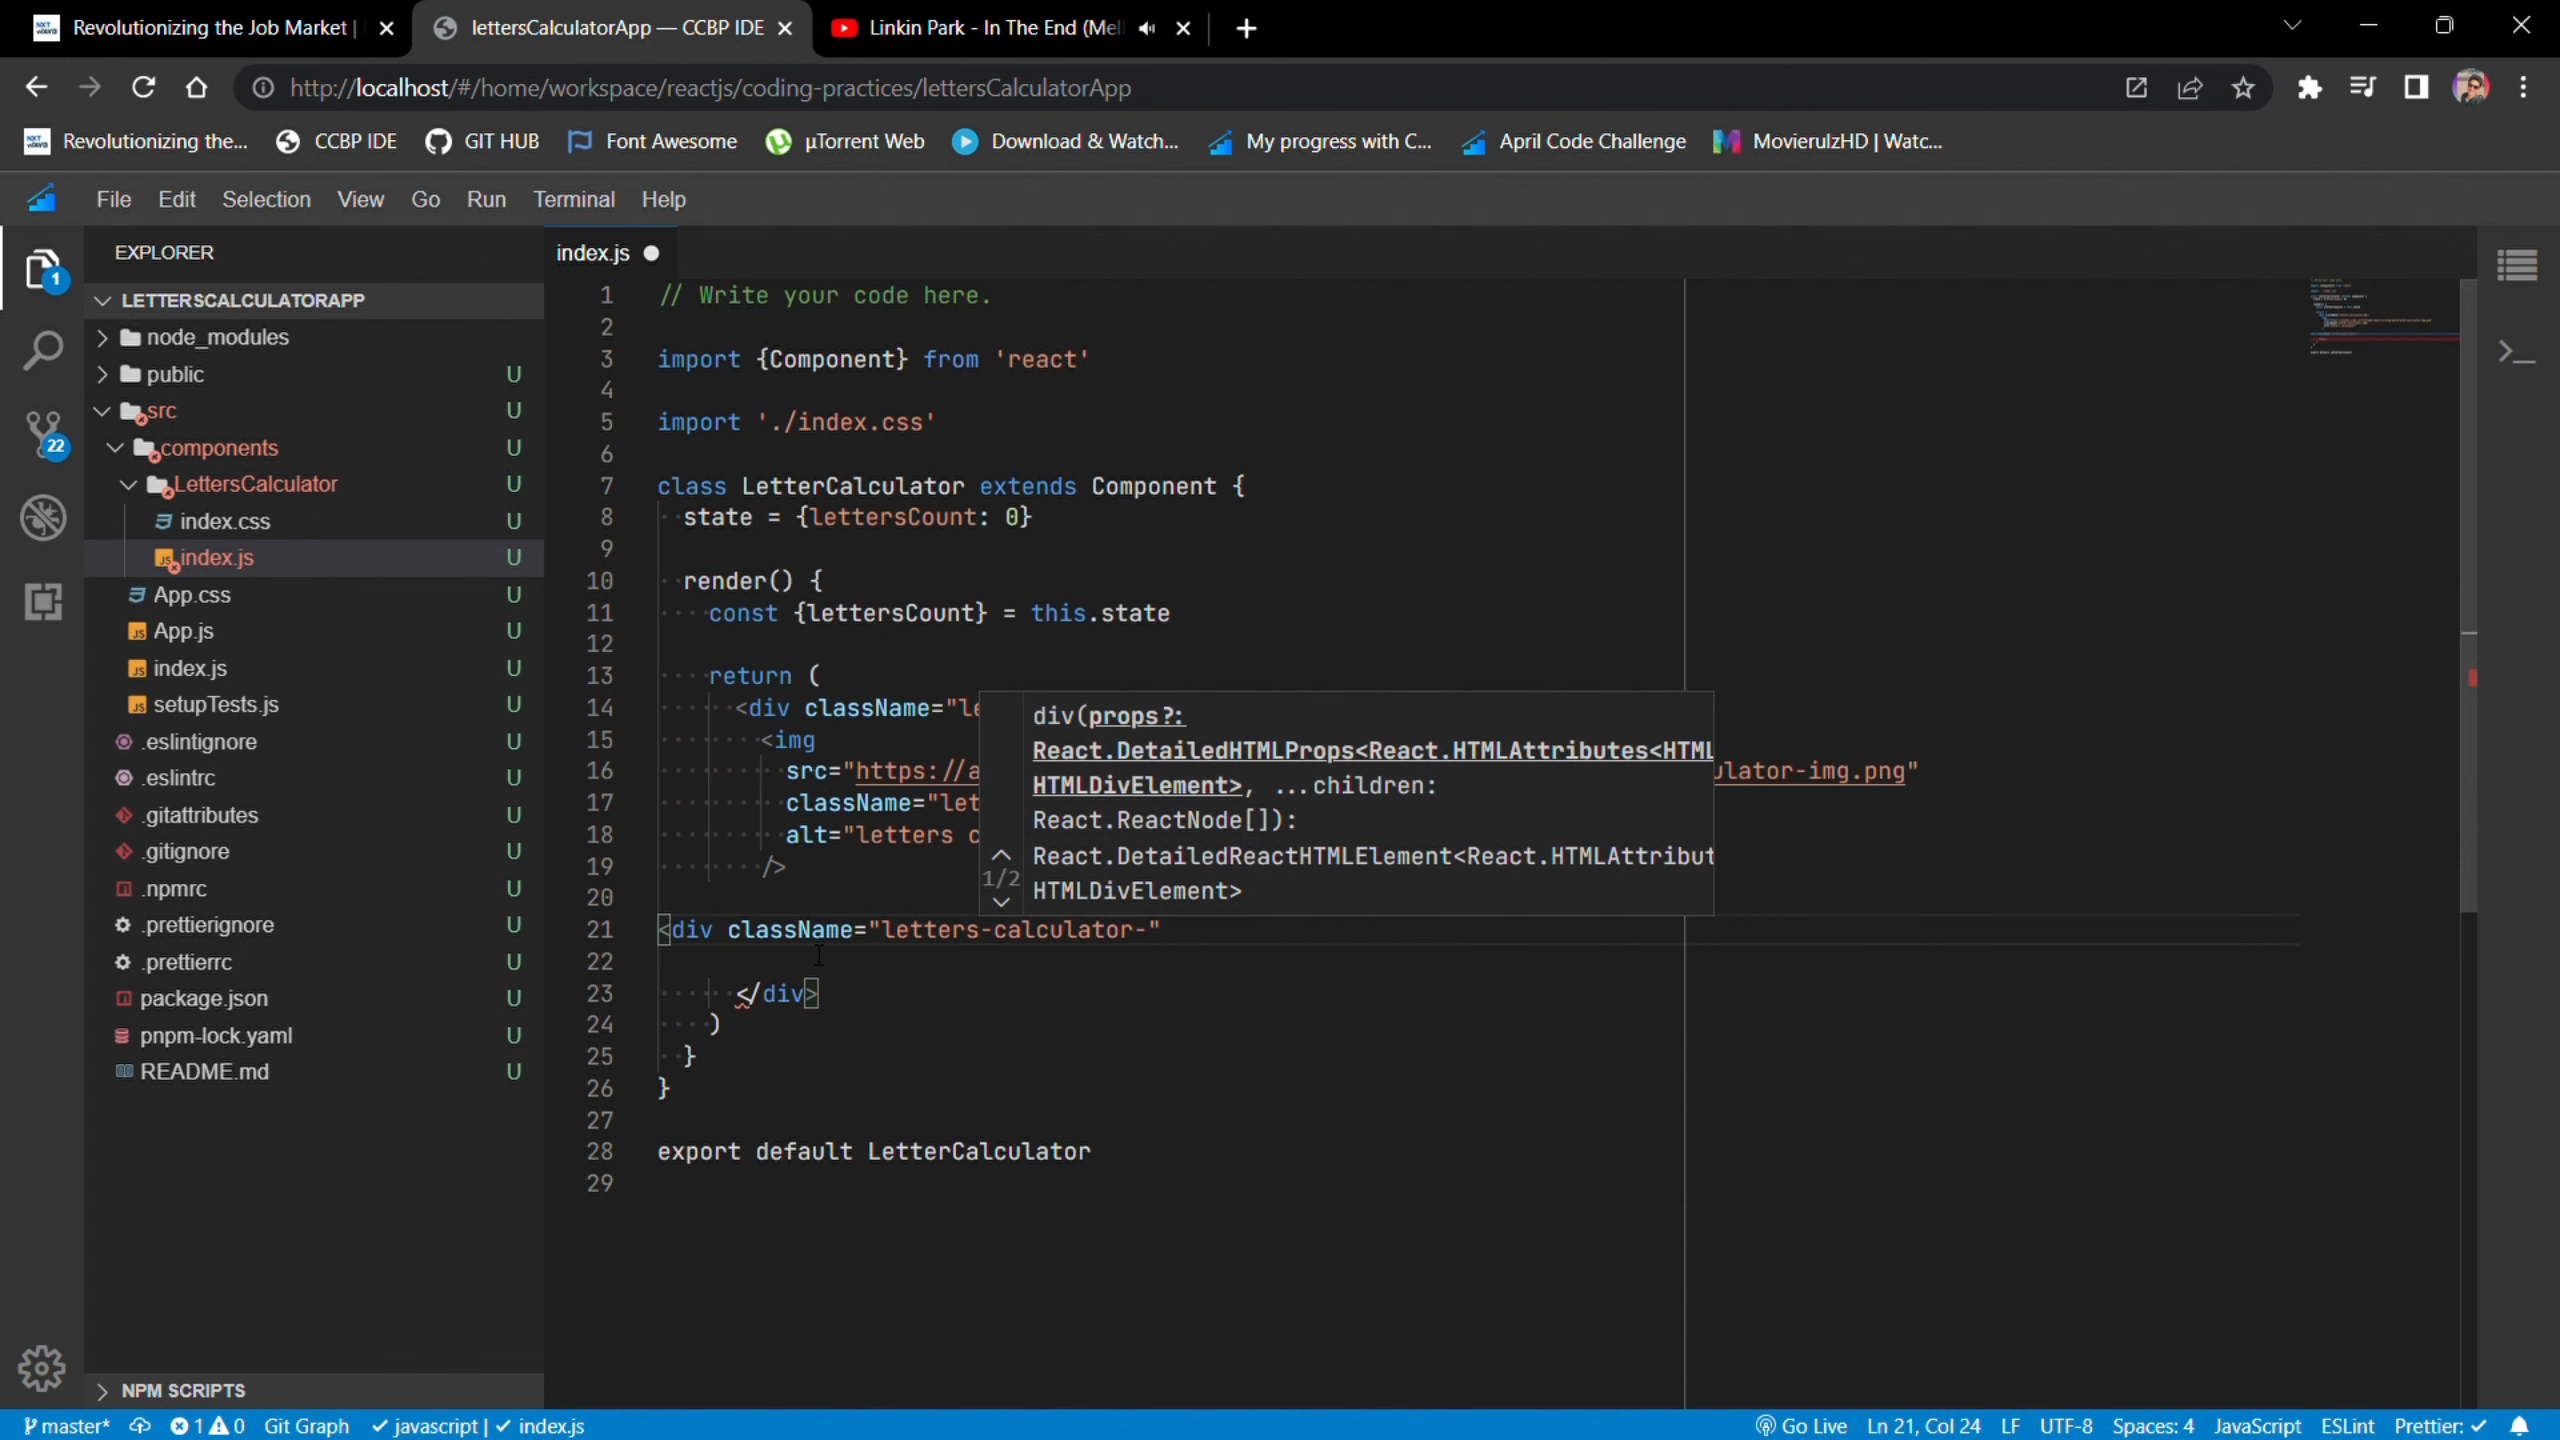 Revolutionizing the Job Market |
lettersCalculatorApp — CCBP IDE
Linkin Park - In The End (Mel
http://localhost/#/home/workspace/reactjs/coding-practices/lettersCalculatorApp
Revolutionizing the...
CCBP IDE
GIT HUB
Font Awesome
µTorrent Web
Download & Watch...
My progress with C...
April Code Challenge
MovierulzHD | Watc...
File Edit Selection View Go Run Terminal Help
EXPLORER
1
22
LETTERSCALCULATORAPP
node_modules
public U
src U
components U
LettersCalculator U
index.css U
index.js U
App.css U
App.js U
index.js U
setupTests.js U
.eslintignore U
.eslintrc U
.gitattributes U
.gitignore U
.npmrc U
.prettierignore U
.prettierrc U
package.json U
pnpm-lock.yaml U
README.md U
NPM SCRIPTS
index.js
1 // Write your code here.
2
3 import {Component} from 'react'
4
5 import './index.css'
6
7 class LetterCalculator extends Component {
8 state = {lettersCount: 0}
9
10 render() {
11 const {lettersCount} = this.state
12
13 return (
14 <div className="le
15 <img
16 src="https://a ulator-img.png"
17 className="let
18 alt="letters c
19 />
20
21 <div className="letters-calculator-"
22
23 </div>
24 )
25 }
26 }
27
28 export default LetterCalculator
29
div(props?:
React.DetailedHTMLProps<React.HTMLAttributes<HTML
HTMLDivElement>, ...children:
React.ReactNode[]):
React.DetailedReactHTMLElement<React.HTMLAttribut
1/2
HTMLDivElement>
master* 1 0 Git Graph javascript | index.js
Go Live Ln 21, Col 24 LF UTF-8 Spaces: 4 JavaScript ESLint Prettier: